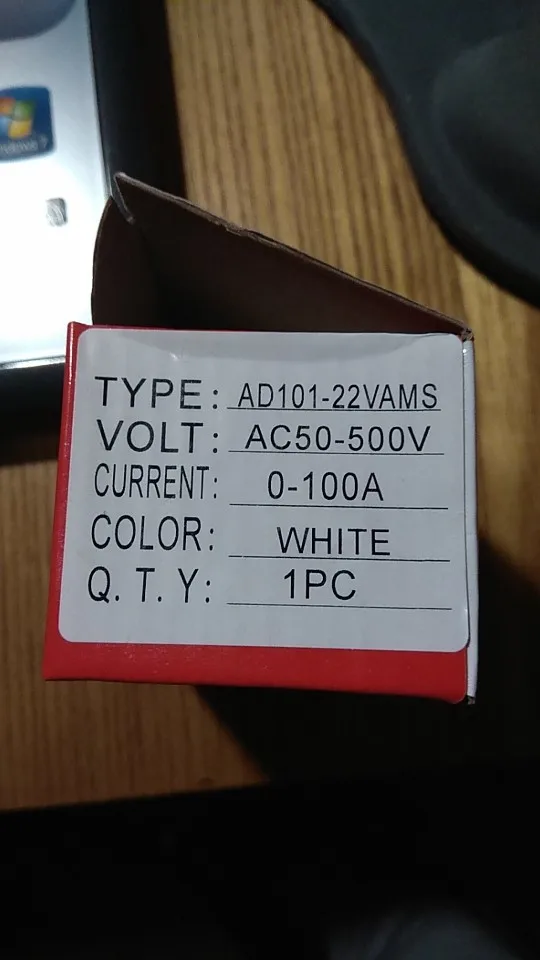 TYPE: AD101-22VAMS
VOLT: AC50-500V
CURRENT: 0-100A
COLOR: WHITE
Q.T.Y: 1PC